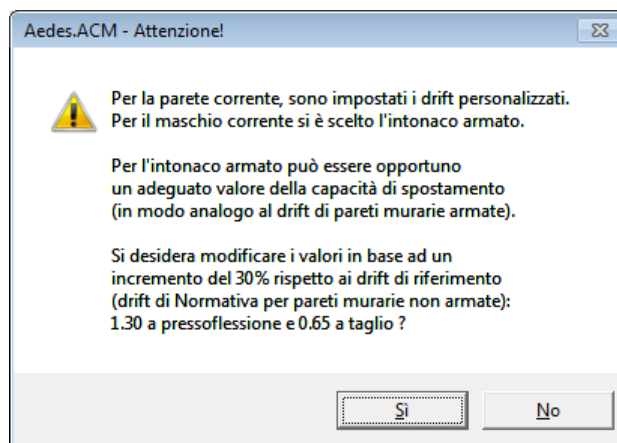 Aedes.ACM - Attenzione!
Per la parete corrente, sono impostati i drift personalizzati.
Per il maschio corrente si è scelto l'intonaco armato.
Per l'intonaco armato può essere opportuno
un adeguato valore della capacità di spostamento
(in modo analogo al drift di pareti murarie armate).
Si desidera modificare i valori in base ad un
incremento del 30% rispetto ai drift di riferimento
(drift di Normativa per pareti murarie non armate):
1.30 a pressoflessione e 0.65 a taglio ?
Sì
No